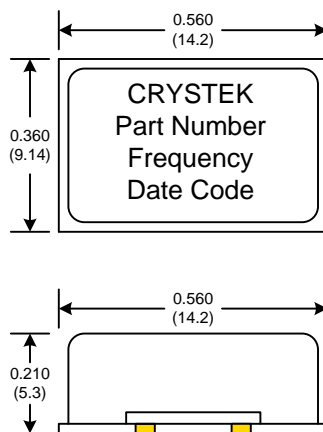 0.560
(14.2)
0.360
(9.14)
CRYSTEK
Part Number
Frequency
Date Code
0.560
(14.2)
0.210
(5.3)